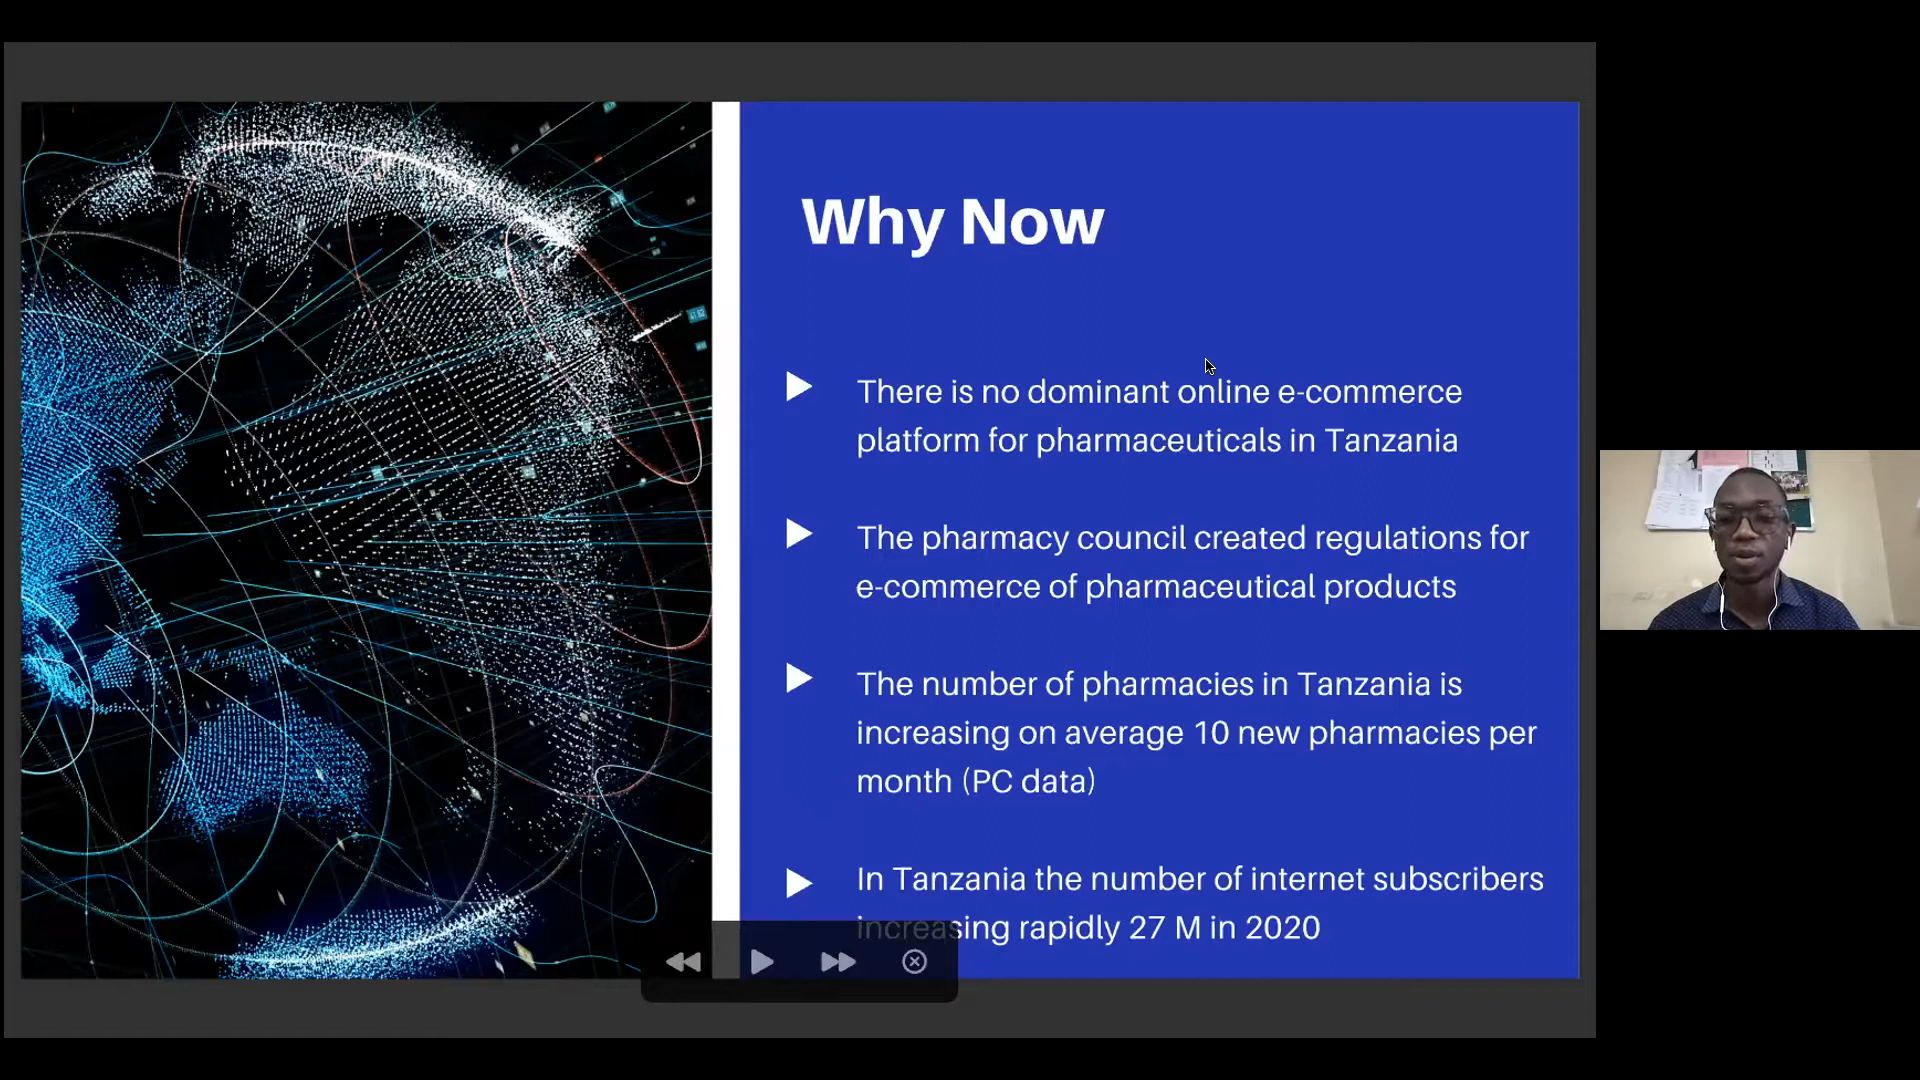 Why Now
There is no dominant online e-commerce
platform for pharmaceuticals in Tanzania
The pharmacy council created regulations for
e-commerce of pharmaceutical products
The number of pharmacies in Tanzania is
increasing on average 10 new pharmacies per
month (PC data)
In Tanzania the number of internet subscribers
increasing rapidly 27 M in 2020